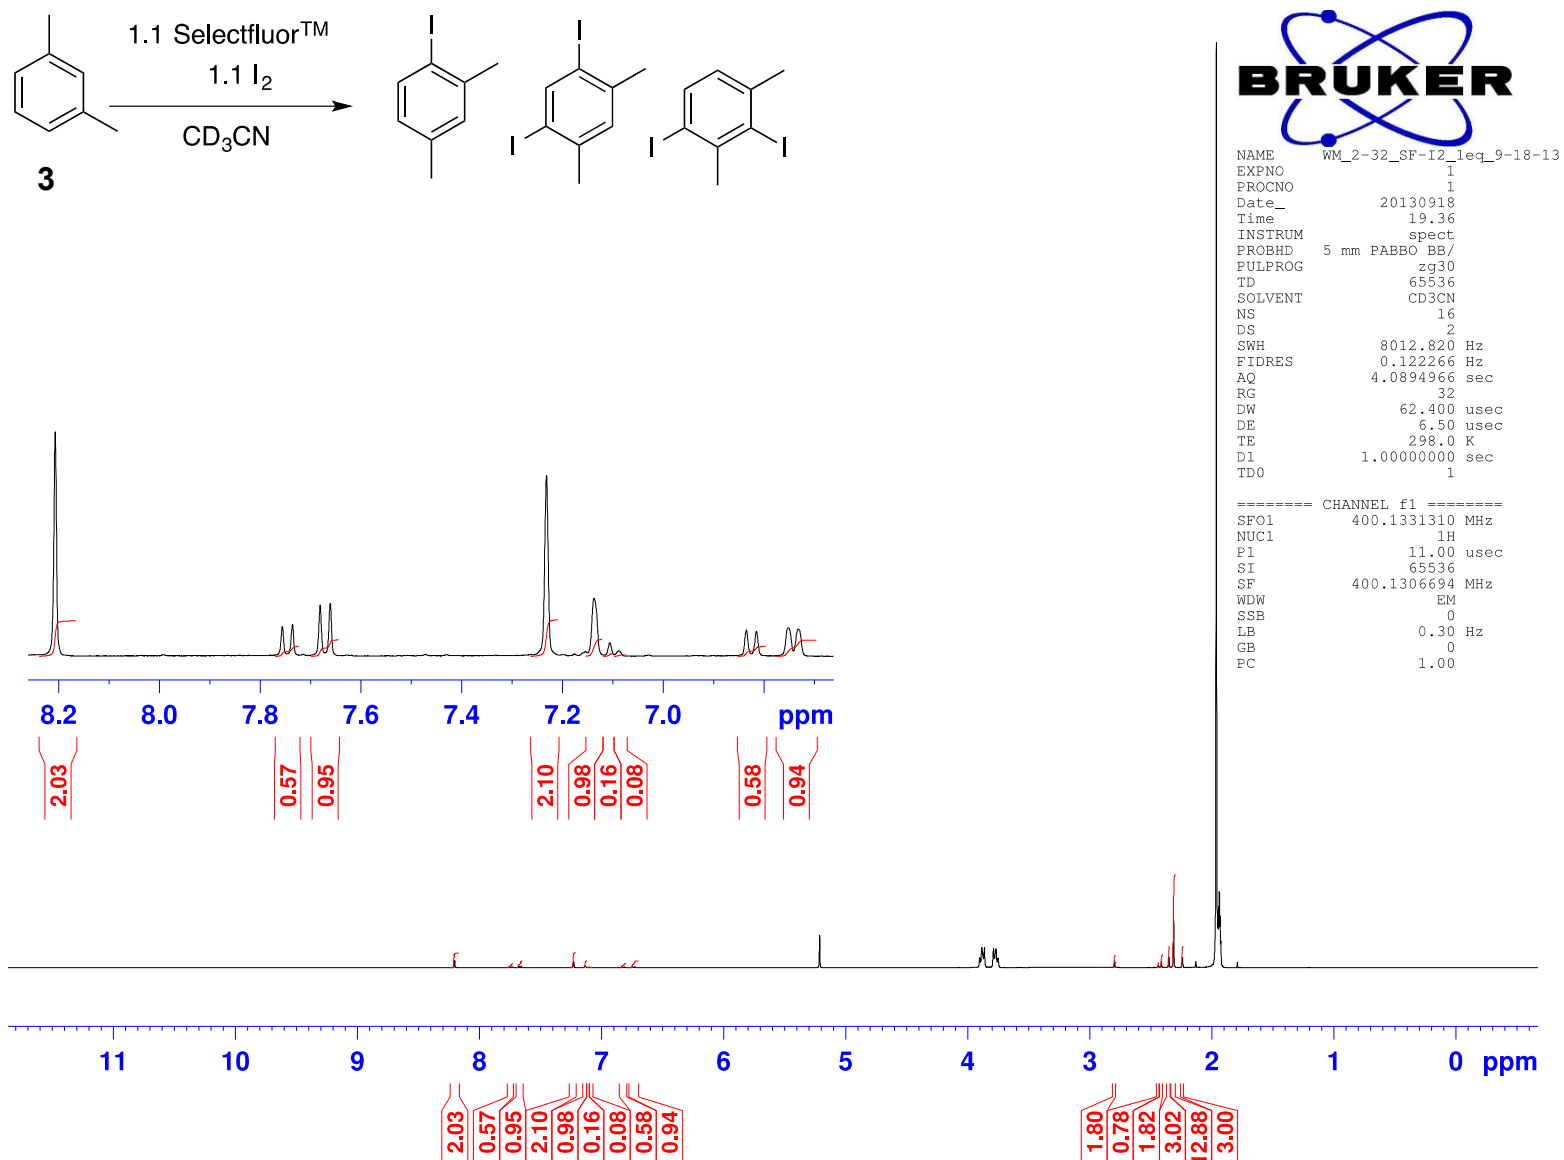 1.1 Selectfluor™
1.1 I2
CD3CN
3
I
I
I
I
I
BRUKER
NAME WM_2-32_SF-I2_1eq_9-18-13
EXPNO 1
PROCNO 1
Date_ 20130918
Time 19.36
INSTRUM spect
PROBHD 5 mm PABBO BB/
PULPROG zg30
TD 65536
SOLVENT CD3CN
NS 16
DS 2
SWH 8012.820 Hz
FIDRES 0.122266 Hz
AQ 4.0894966 sec
RG 32
DW 62.400 usec
DE 6.50 usec
TE 298.0 K
D1 1.00000000 sec
TD0 1
======== CHANNEL f1 ========
SFO1 400.1331310 MHz
NUC1 1H
P1 11.00 usec
SI 65536
SF 400.1306694 MHz
WDW EM
SSB 0
LB 0.30 Hz
GB 0
PC 1.00
8.2 8.0 7.8 7.6 7.4 7.2 7.0 ppm
2.03 0.57 0.95 2.10 0.98 0.16 0.08 0.58 0.94
11 10 9 8 7 6 5 4 3 2 1 0 ppm
2.03 0.57 0.95 2.10 0.98 0.16 0.08 0.58 0.94 1.80 0.78 1.82 3.02 12.88 3.00